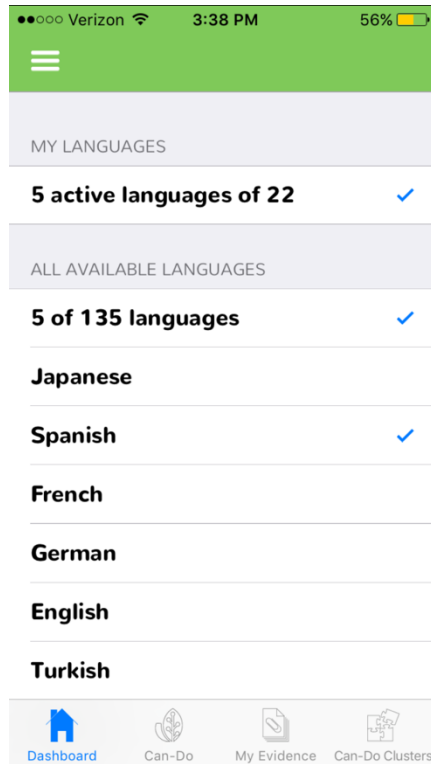 Verizon 3:38 PM 56%
MY LANGUAGES
5 active languages of 22
ALL AVAILABLE LANGUAGES
5 of 135 languages
Japanese
Spanish
French
German
English
Turkish
Dashboard Can-Do My Evidence Can-Do Clusters